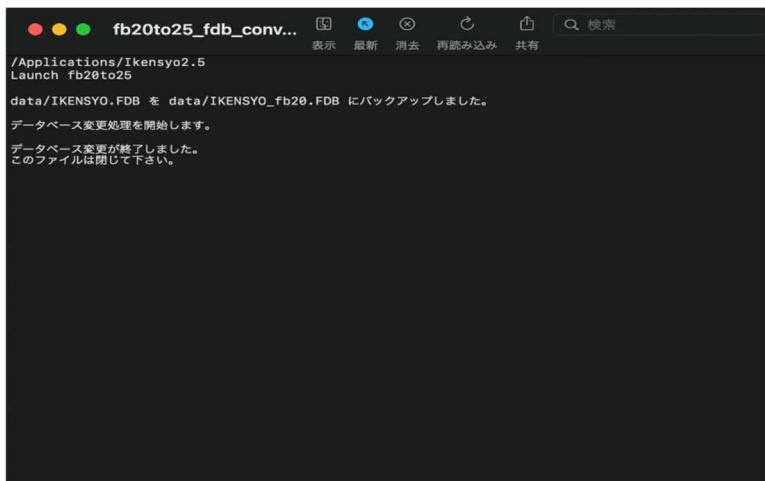 fb20to25_fdb_conv...
表示
最新
消去
再読み込み
共有
検索
/Applications/Ikensyo2.5
Launch fb20to25
data/IKENSYO.FDB を data/IKENSYO_fb20.FDB にバックアップしました。
データベース変更処理を開始します。
データベース変更が終了しました。
このファイルは閉じて下さい。